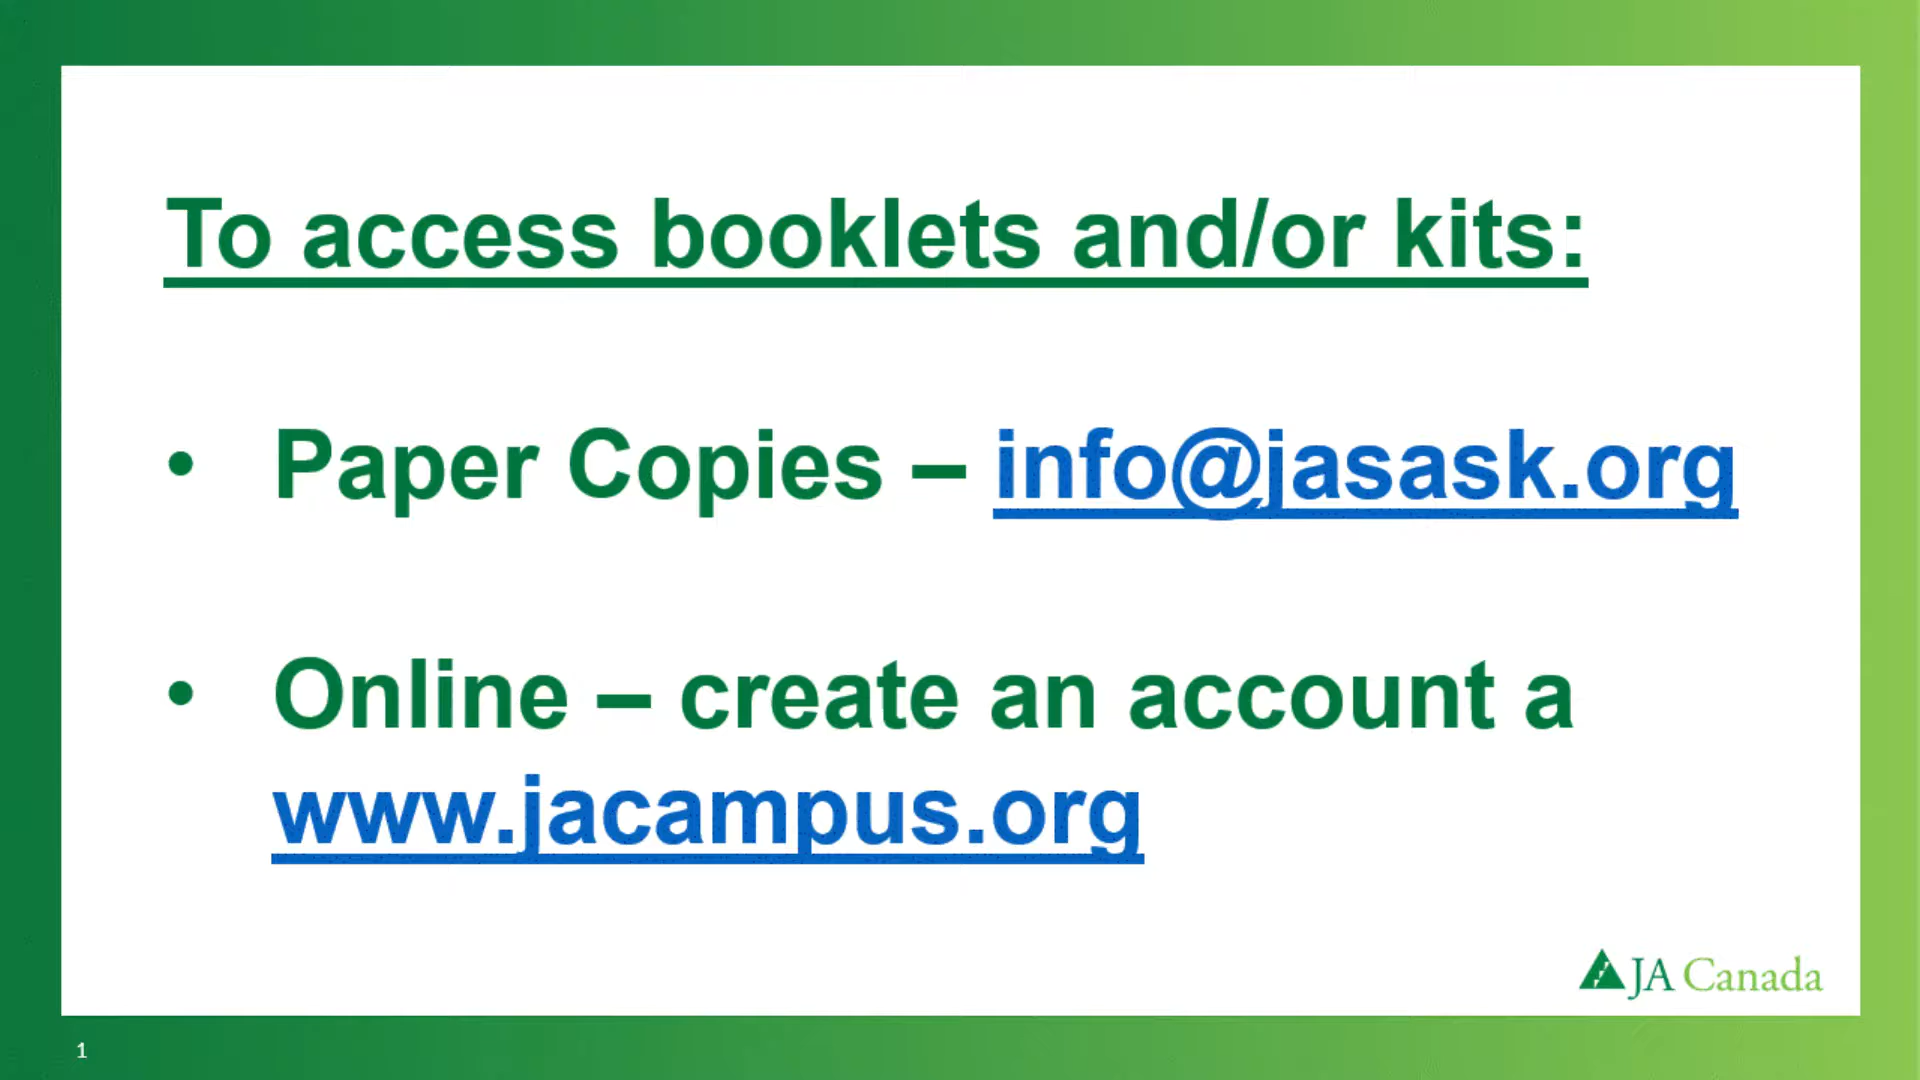 To access booklets and/or kits:
• Paper Copies – info@jasask.org
• Online – create an account a
www.jacampus.org
JA Canada
1